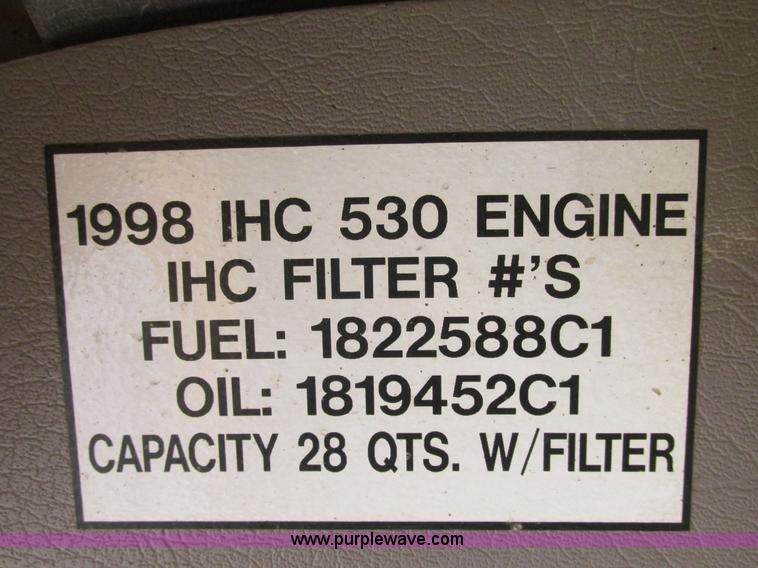 1998 IHC 530 ENGINE
IHC FILTER #'S
FUEL: 1822588C1
OIL: 1819452C1
CAPACITY 28 QTS. W/FILTER
www.purplewave.com